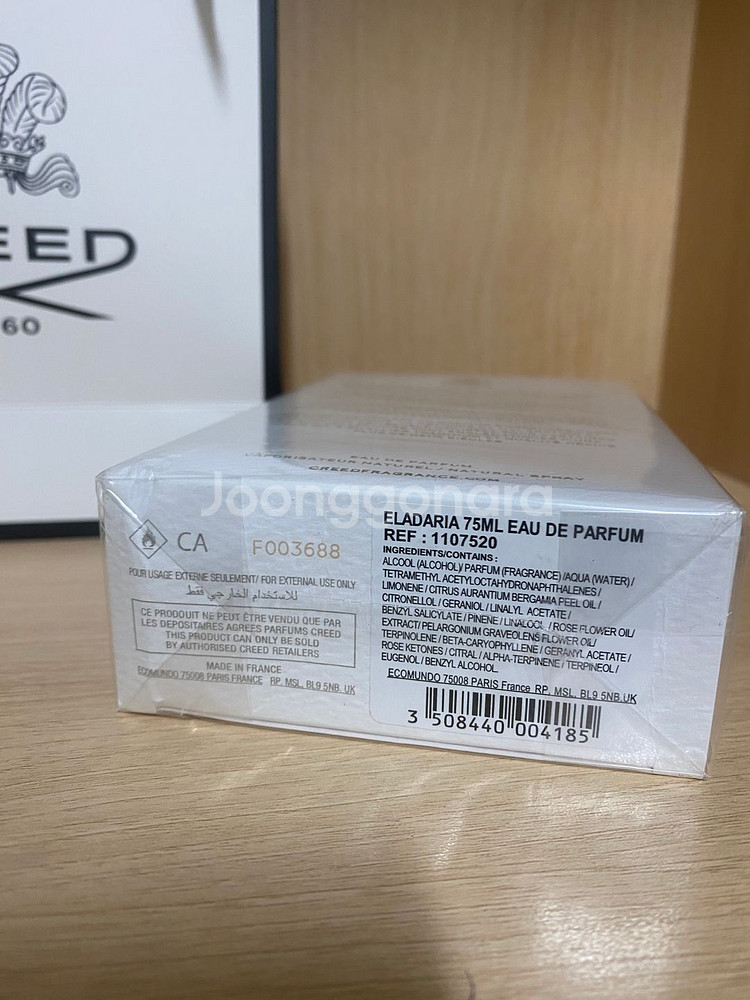 EED
60
EAU DE PARFUM
VAPORISATEUR NATUREL / NATURAL SPRAY
CREEDFRAGRANCE.COM
Joonggonara
CA F003688
POUR USAGE EXTERNE SEULEMENT/ FOR EXTERNAL USE ONLY
للاستخدام الخارجي فقط
CE PRODUIT NE PEUT ÊTRE VENDU QUE PAR
LES DEPOSITAIRES AGREES PARFUMS CREED
THIS PRODUCT CAN ONLY BE SOLD
BY AUTHORISED CREED RETAILERS
MADE IN FRANCE
ECOMUNDO 75008 PARIS FRANCE RP, MSL, BL9 5NB, UK
ELADARIA 75ML EAU DE PARFUM
REF : 1107520
INGREDIENTS/CONTAINS :
ALCOOL (ALCOHOL)/ PARFUM (FRAGRANCE) /AQUA (WATER) /
TETRAMETHYL ACETYLOCTAHYDRONAPHTHALENES /
LIMONENE / CITRUS AURANTIUM BERGAMIA PEEL OIL /
CITRONELLOL / GERANIOL / LINALYL ACETATE /
BENZYL SALICYLATE / PINENE / LINALOOL / ROSE FLOWER OIL/
EXTRACT / PELARGONIUM GRAVEOLENS FLOWER OIL/
TERPINOLENE / BETA-CARYOPHYLLENE / GERANYL ACETATE /
ROSE KETONES / CITRAL / ALPHA-TERPINENE / TERPINEOL /
EUGENOL / BENZYL ALCOHOL
ECOMUNDO 75008 PARIS France RP, MSL, BL9 5NB, UK
3 508440 004185